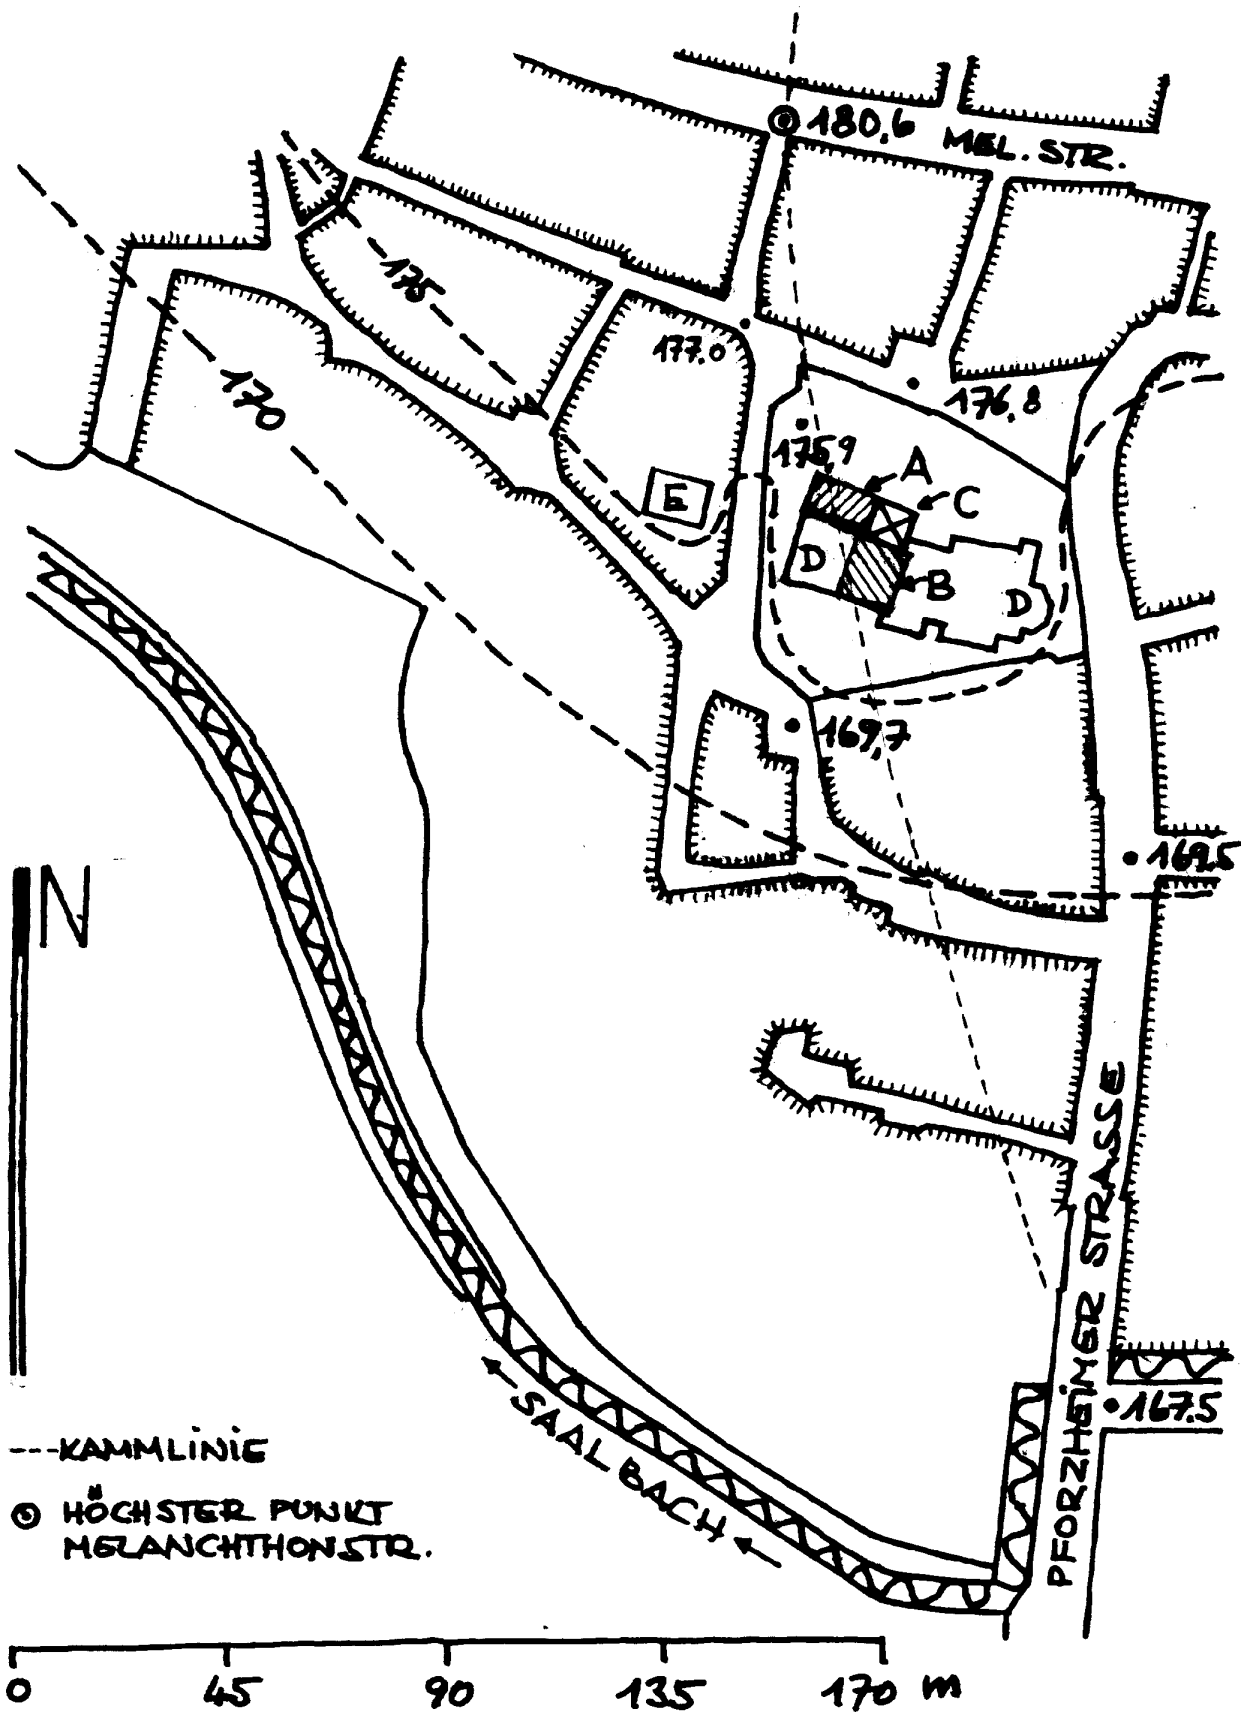 180,6
MEL. STR.
175
177.0
176,8
170
175,9
A
C
E
D
B
D
169,7
169.5
N
PFORZHEIMER STRASSE
167.5
SAALBACH
---KAMMLINIE
HÖCHSTER PUNKT
MELANCHTHONSTR.
0 45 90 135 170 m